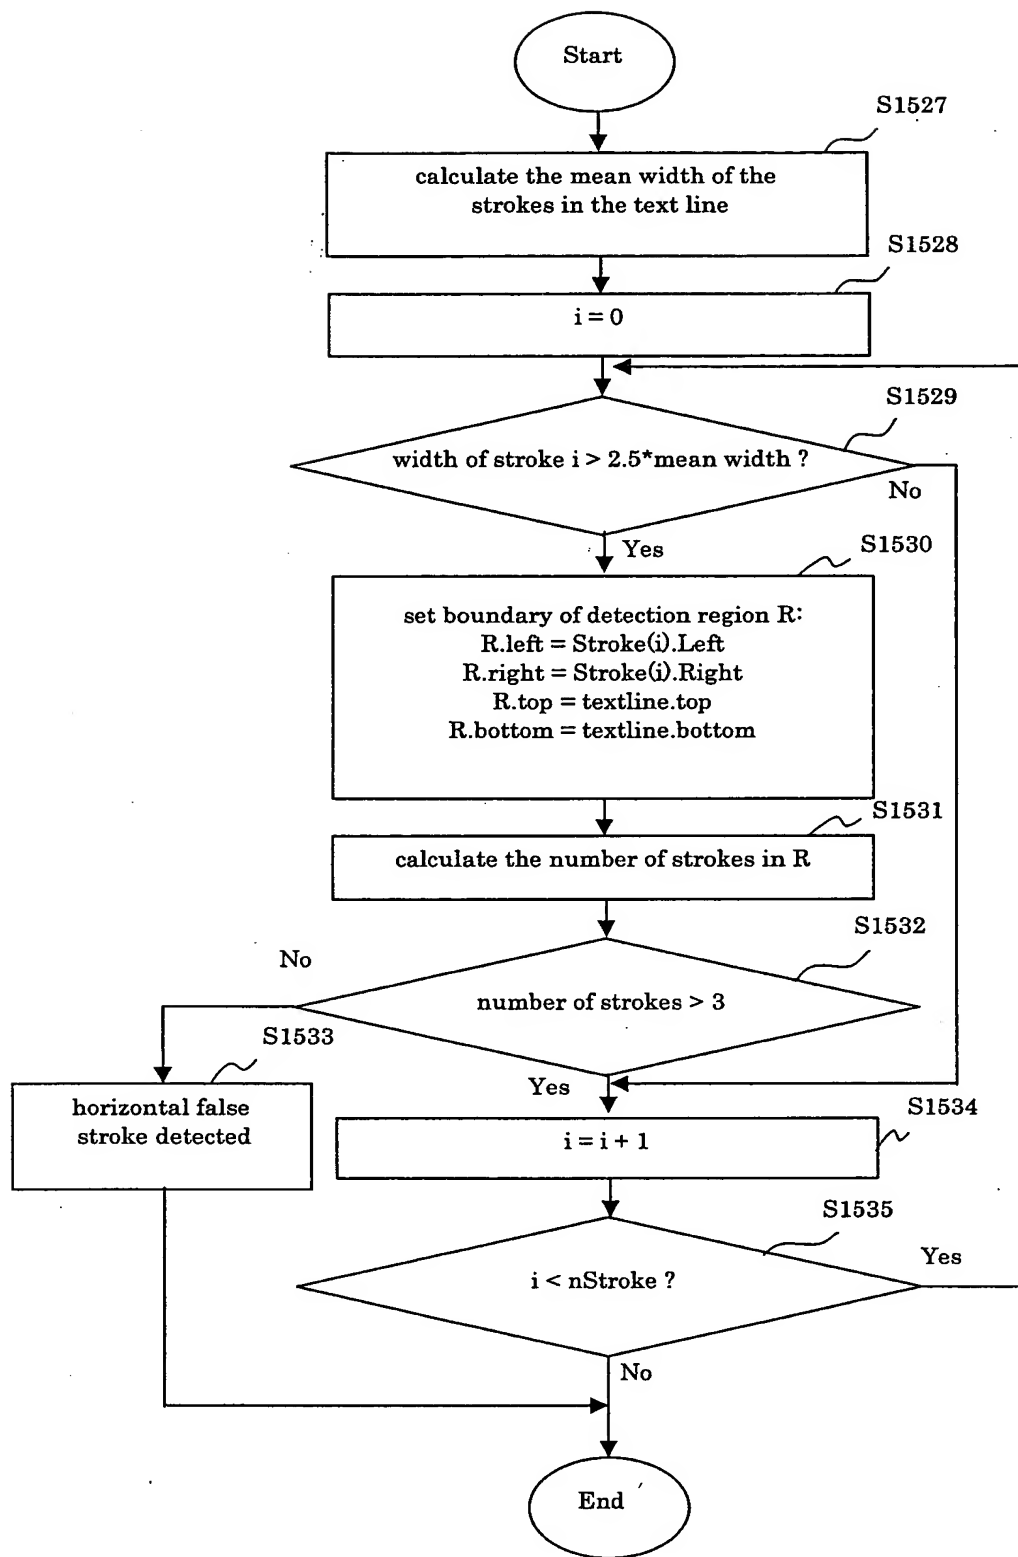 Start
S1527
calculate the mean width of the
strokes in the text line
S1528
i = 0
S1529
width of stroke i > 2.5*mean width ?
No
Yes
S1530
set boundary of detection region R:
R.left = Stroke(i).Left
R.right = Stroke(i).Right
R.top = textline.top
R.bottom = textline.bottom
S1531
calculate the number of strokes in R
S1532
No
number of strokes > 3
S1533
Yes
horizontal false
stroke detected
S1534
i = i + 1
S1535
Yes
i < nStroke ?
No
End